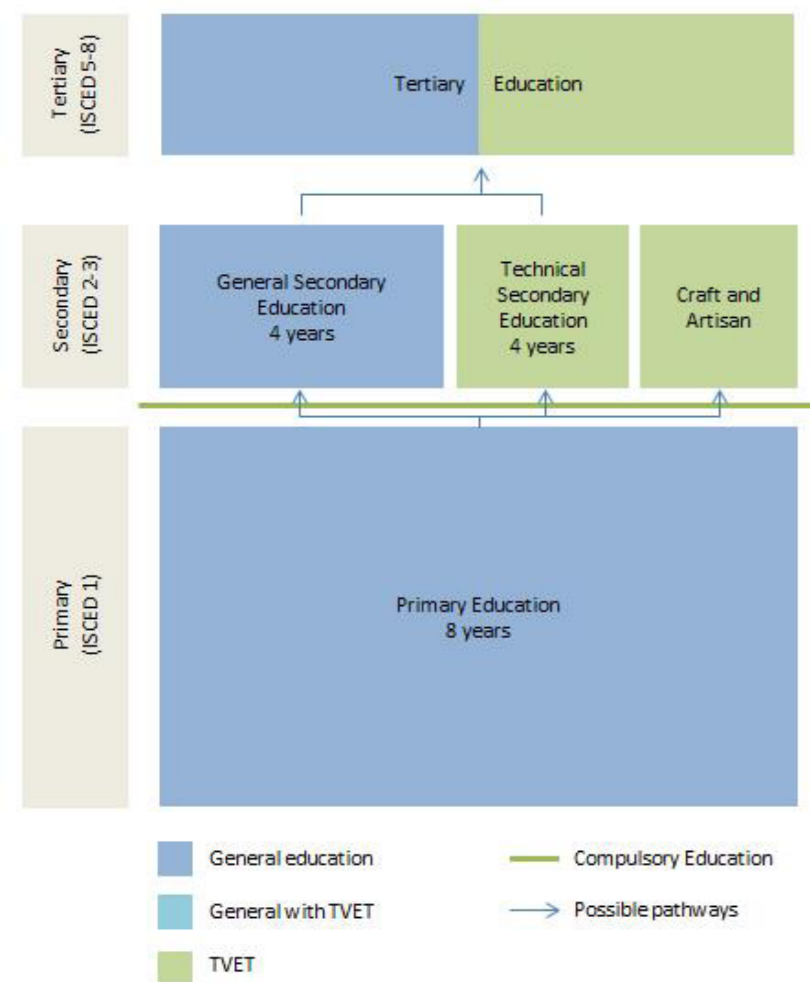 Tertiary
(ISCED 5-8)
Tertiary Education
Secondary
(ISCED 2-3)
General Secondary
Education
4 years
Technical
Secondary
Education
4 years
Craft and
Artisan
Primary
(ISCED 1)
Primary Education
8 years
General education
Compulsory Education
General with TVET
Possible pathways
TVET